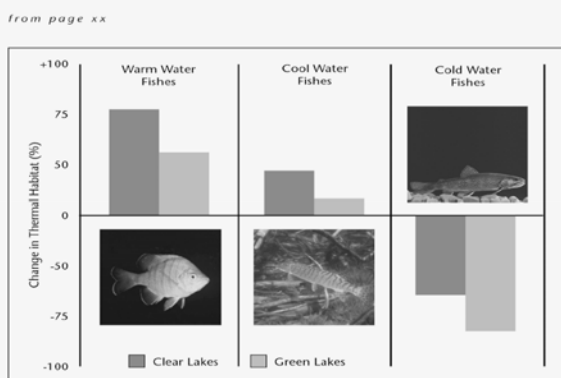 from page xx
+100
75
50
0
-50
-75
-100
Change in Thermal Habitat (%)
Warm Water
Fishes
Cool Water
Fishes
Cold Water
Fishes
Clear Lakes
Green Lakes